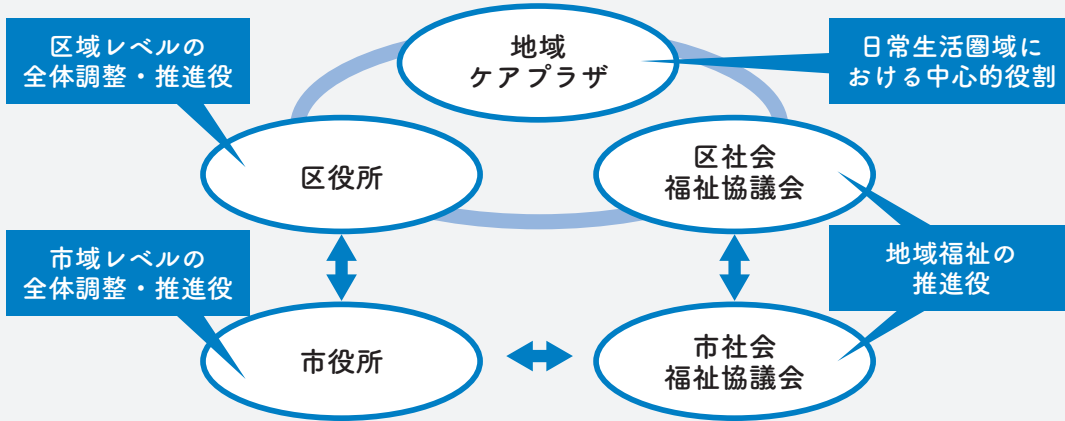 区域レベルの
全体調整・推進役
地域
ケアプラザ
日常生活圏域に
おける中心的役割
区役所
区社会
福祉協議会
市域レベルの
全体調整・推進役
地域福祉の
推進役
市役所
市社会
福祉協議会